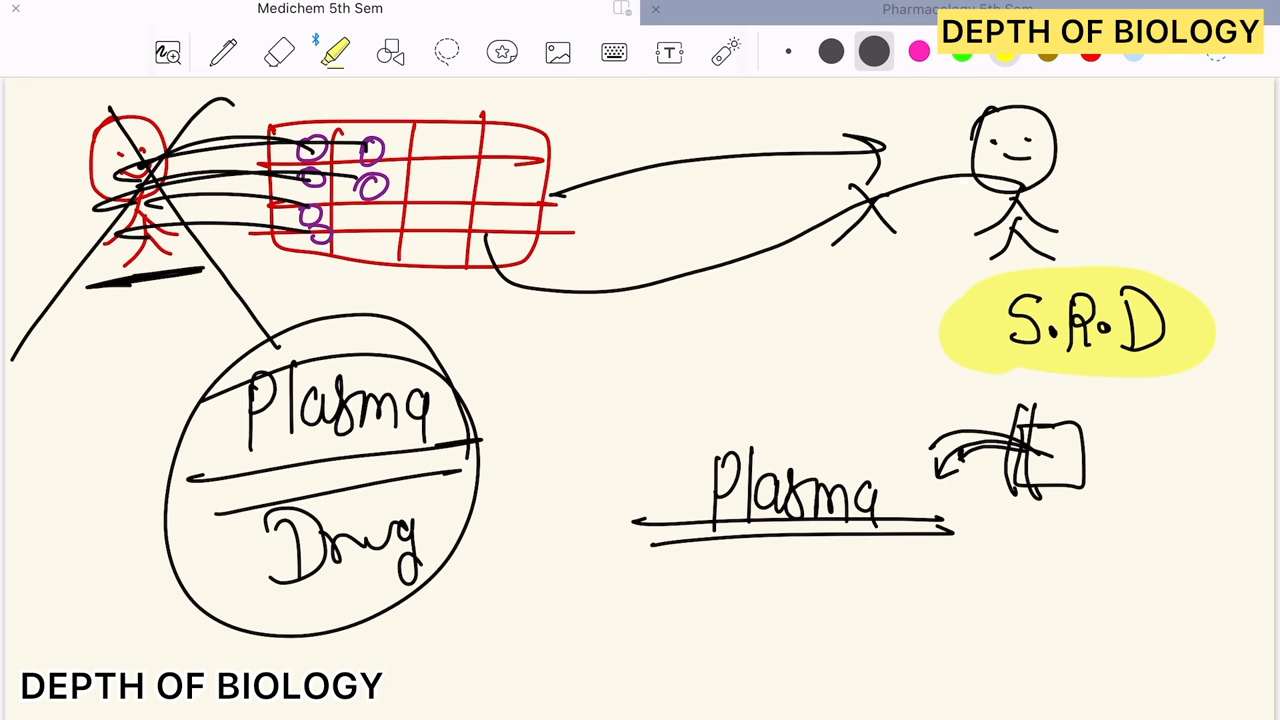 Medichem 5th Sem
Pharmacology 5th Sem
DEPTH OF BIOLOGY
S.R.D
Plasma
Drug
Plasma
DEPTH OF BIOLOGY